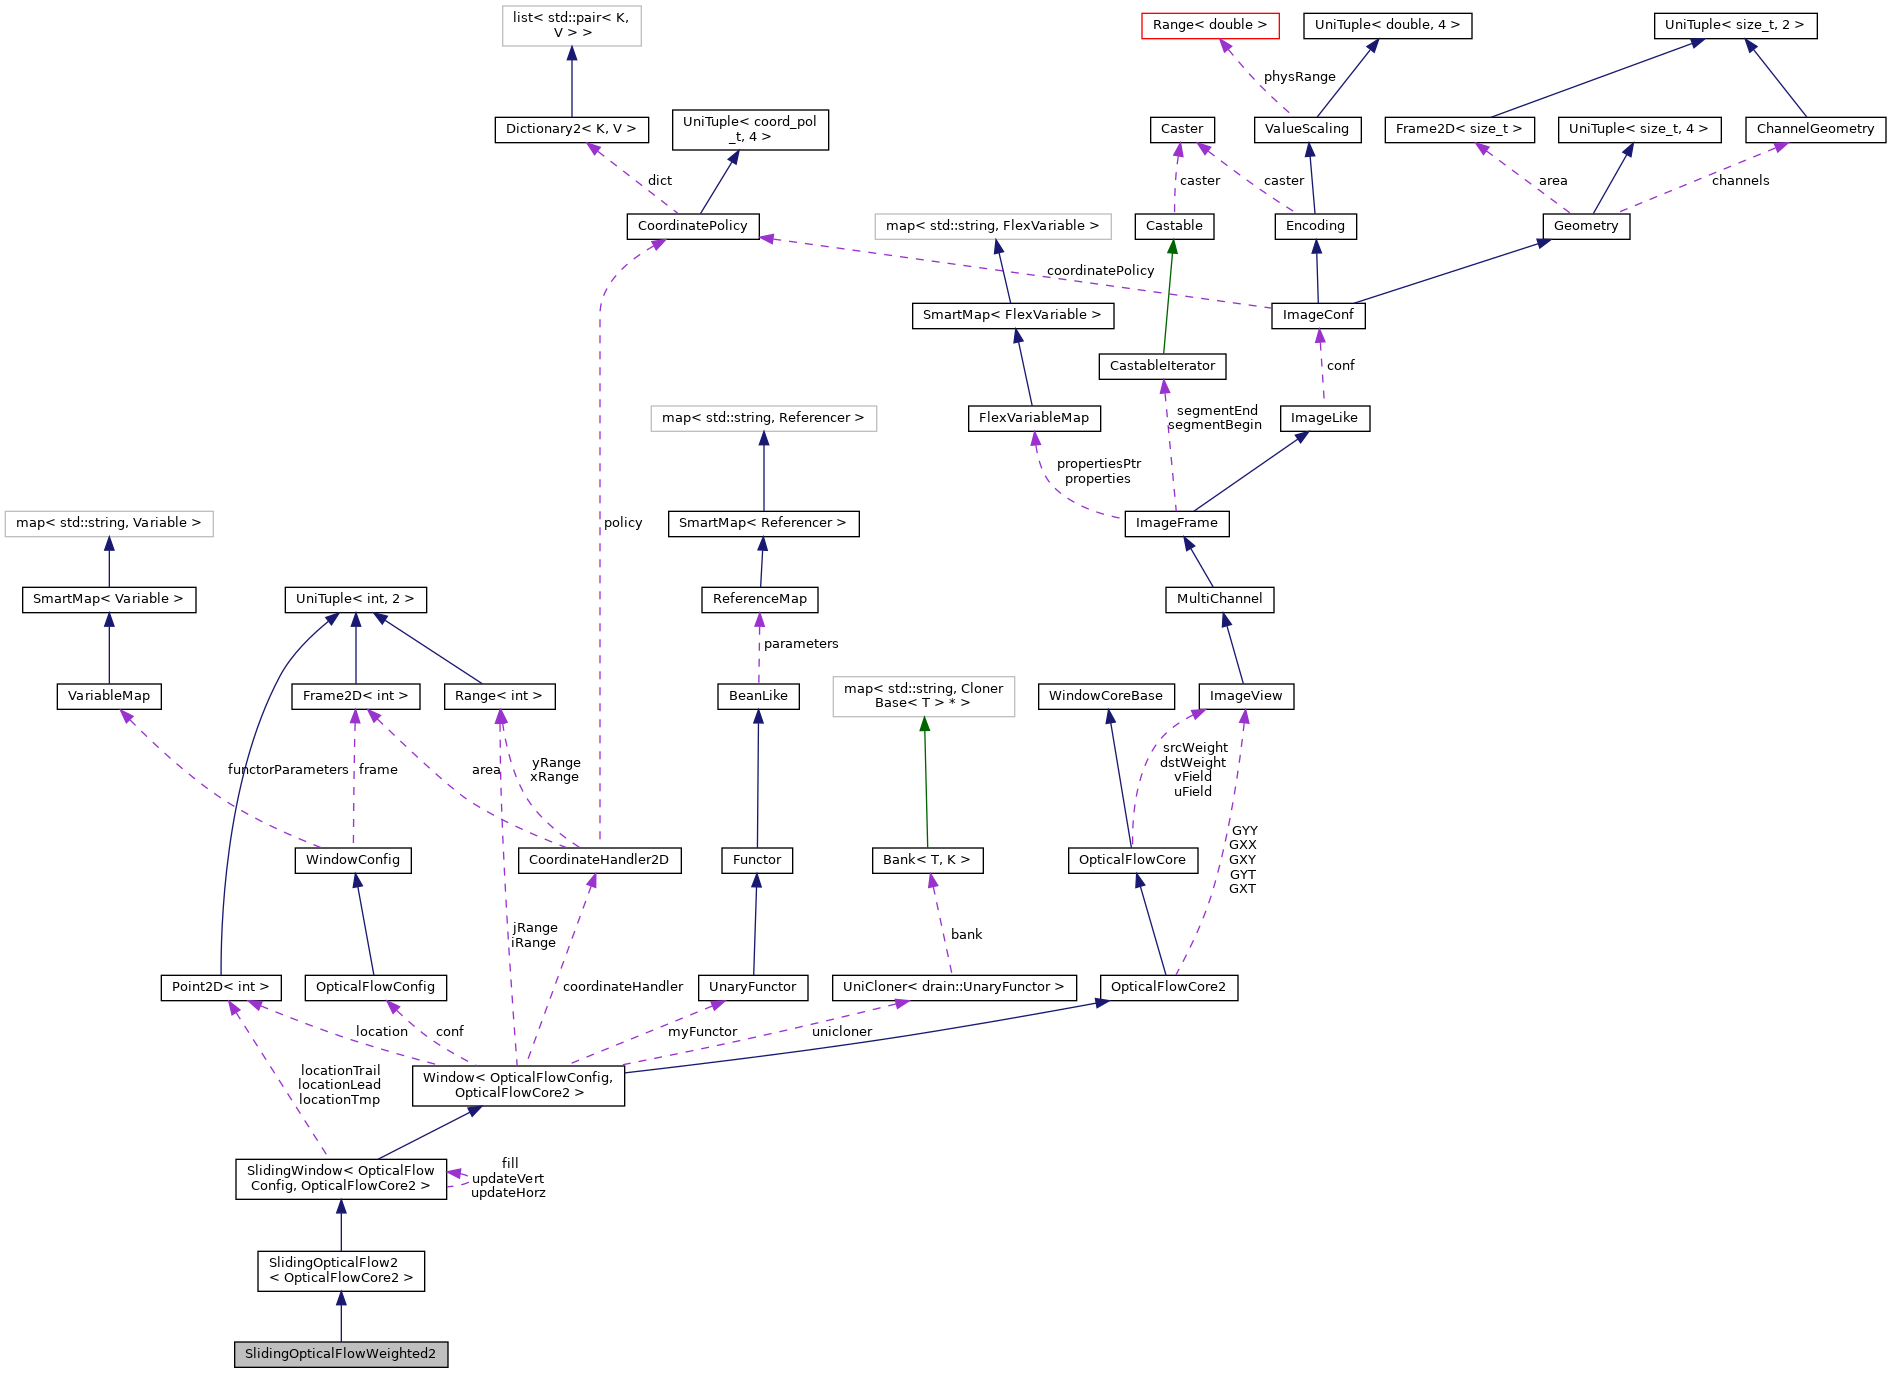 list< std::pair< K,
V > >
Range< double >
UniTuple< double, 4 >
UniTuple< size_t, 2 >
physRange
Dictionary2< K, V >
UniTuple< coord_pol
_t, 4 >
Caster
ValueScaling
Frame2D< size_t >
UniTuple< size_t, 4 >
ChannelGeometry
dict
caster
caster
area
channels
CoordinatePolicy
map< std::string, FlexVariable >
Castable
Encoding
Geometry
coordinatePolicy
SmartMap< FlexVariable >
ImageConf
CastableIterator
conf
map< std::string, Referencer >
FlexVariableMap
segmentEnd
segmentBegin
ImageLike
propertiesPtr
properties
map< std::string, Variable >
policy
SmartMap< Referencer >
ImageFrame
SmartMap< Variable >
UniTuple< int, 2 >
ReferenceMap
MultiChannel
parameters
VariableMap
Frame2D< int >
Range< int >
BeanLike
map< std::string, Cloner
Base< T > * >
WindowCoreBase
ImageView
functorParameters
frame
area
yRange
xRange
srcWeight
dstWeight
vField
uField
GYY
GXX
GXY
GYT
GXT
WindowConfig
CoordinateHandler2D
Functor
Bank< T, K >
OpticalFlowCore
jRange
iRange
bank
Point2D< int >
OpticalFlowConfig
coordinateHandler
UnaryFunctor
UniCloner< drain::UnaryFunctor >
OpticalFlowCore2
location
conf
myFunctor
unicloner
locationTrail
locationLead
locationTmp
Window< OpticalFlowConfig,
OpticalFlowCore2 >
SlidingWindow< OpticalFlow
Config, OpticalFlowCore2 >
fill
updateVert
updateHorz
SlidingOpticalFlow2
< OpticalFlowCore2 >
SlidingOpticalFlowWeighted2